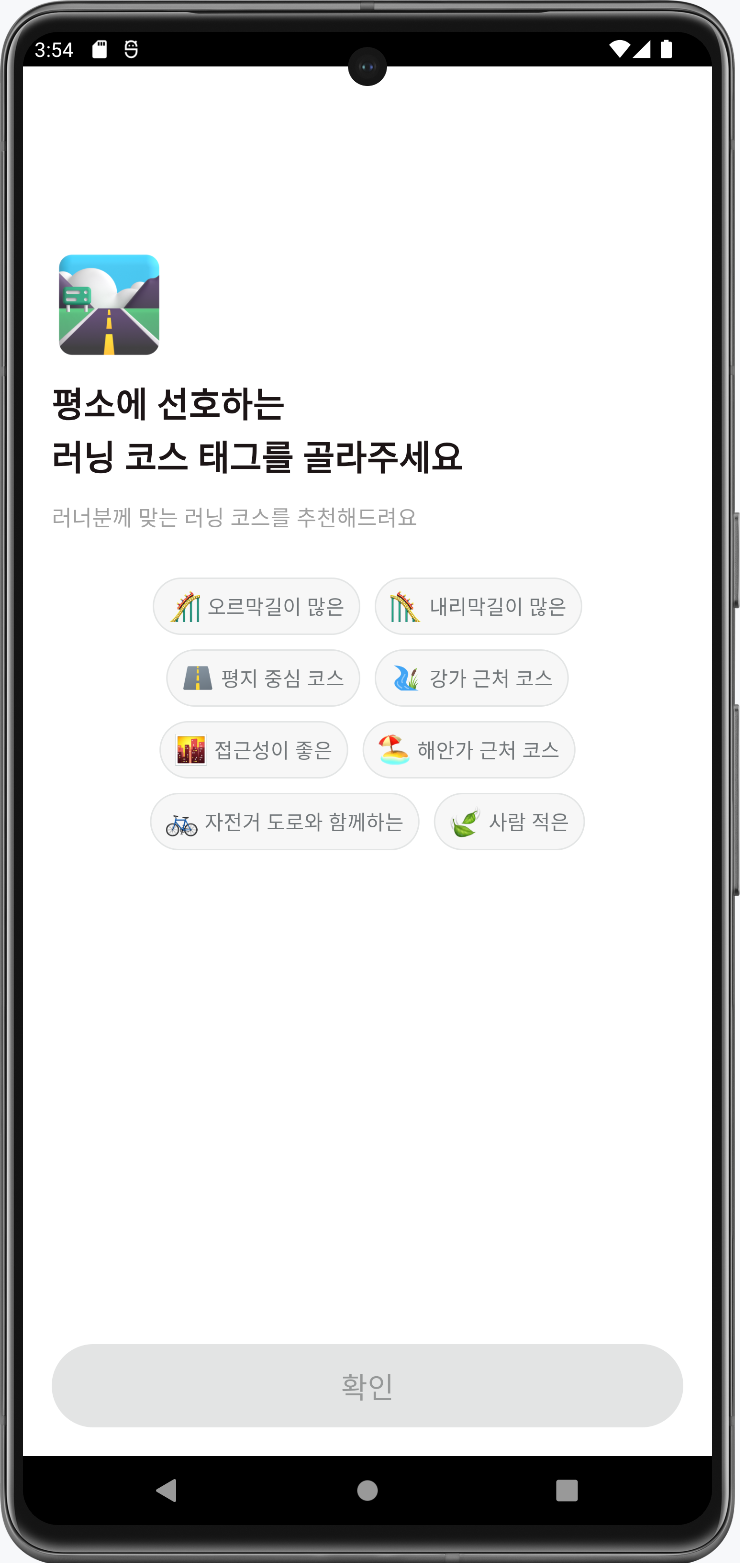 3:54
평소에 선호하는
러닝 코스 태그를 골라주세요
러너분께 맞는 러닝 코스를 추천해드려요
오르막길이 많은 내리막길이 많은
평지 중심 코스 강가 근처 코스
접근성이 좋은 해안가 근처 코스
자전거 도로와 함께하는 사람 적은
확인